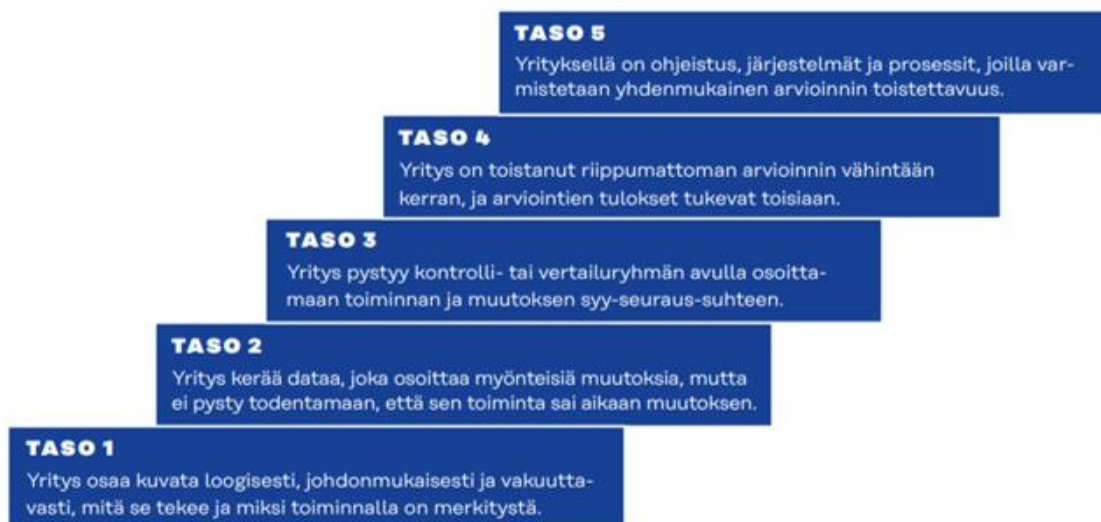 TASO 5
Yrityksellä on ohjeistus, järjestelmät ja prosessit, joilla var-
mistetaan yhdenmukainen arvioinnin toistettavuus.
TASO 4
Yritys on toistanut riippumattoman arvioinnin vähintään
kerran, ja arviointien tulokset tukevat toisiaan.
TASO 3
Yritys pystyy kontrolli- tai vertailuryhmän avulla osoitta-
maan toiminnan ja muutoksen syy-seuraus-suhteen.
TASO 2
Yritys kerää dataa, joka osoittaa myönteisiä muutoksia, mutta
ei pysty todentamaan, että sen toiminta sai aikaan muutoksen.
TASO 1
Yritys osaa kuvata loogisesti, johdonmukaisesti ja vakuutta-
vasti, mitä se tekee ja miksi toiminnalla on merkitystä.